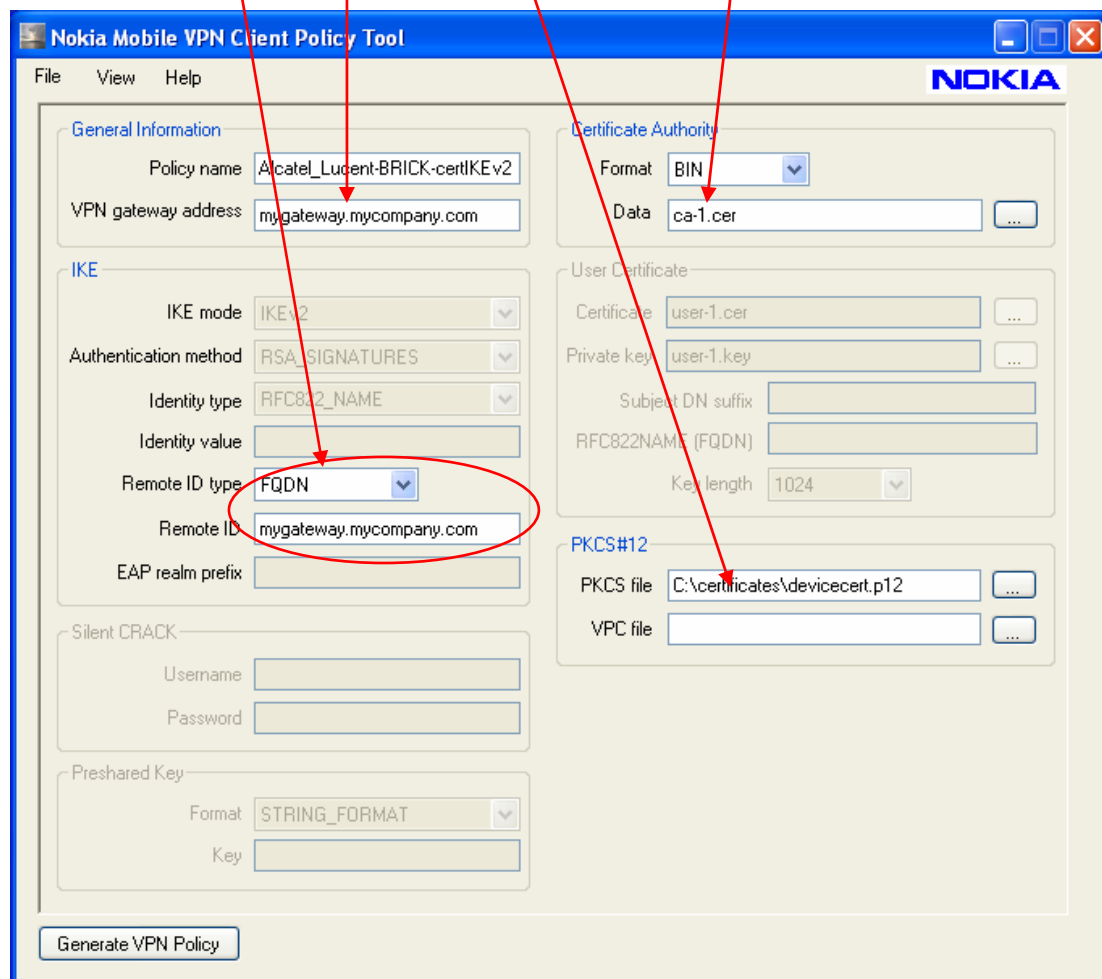 Nokia Mobile VPN Client Policy Tool
File View Help
NOKIA
General Information
Policy name Alcatel_Lucent-BRICK-certIKEv2
VPN gateway address mygateway.mycompany.com
IKE
IKE mode IKEv2
Authentication method RSA_SIGNATURES
Identity type RFC822_NAME
Identity value
Remote ID type FQDN
Remote ID mygateway.mycompany.com
EAP realm prefix
Silent CRACK
Username
Password
Preshared Key
Format STRING_FORMAT
Key
Certificate Authority
Format BIN
Data ca-1.cer ...
User Certificate
Certificate user-1.cer ...
Private key user-1.key ...
Subject DN suffix
RFC822NAME (FQDN)
Key length 1024
PKCS#12
PKCS file C:\certificates\devicecert.p12 ...
VPC file ...
Generate VPN Policy